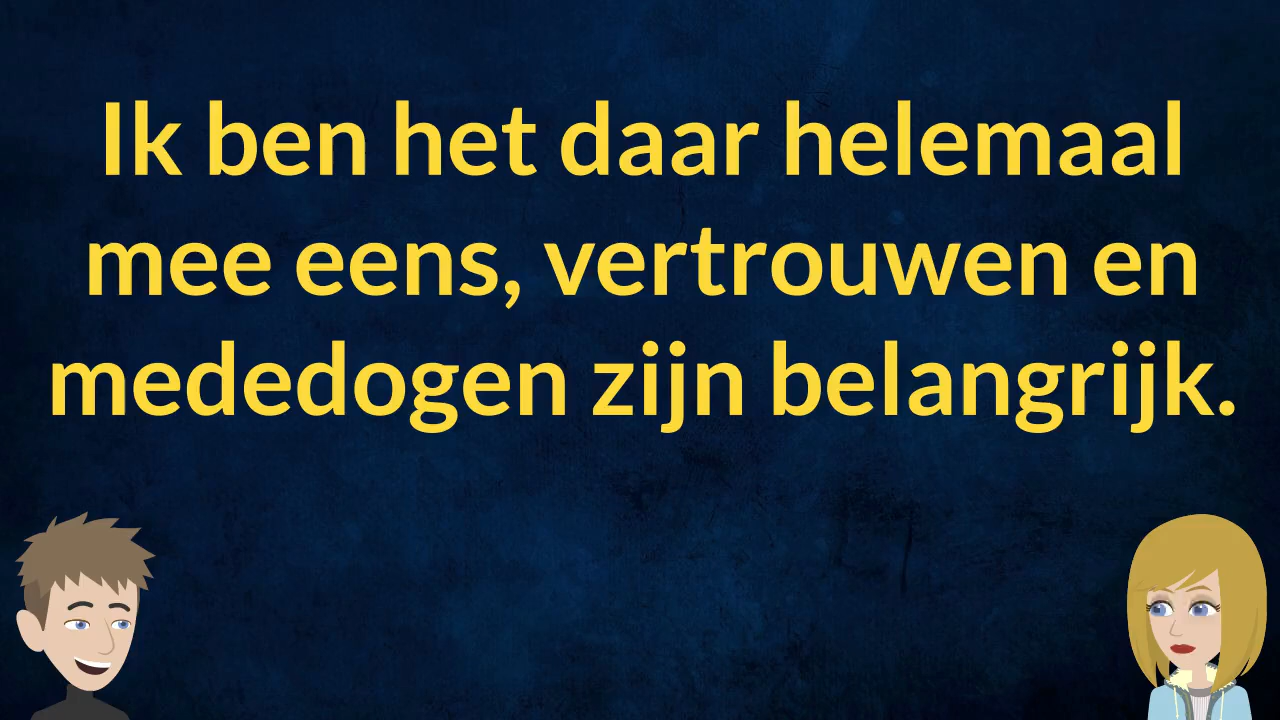 Ik ben het daar helemaal
mee eens, vertrouwen en
mededogen zijn belangrijk.